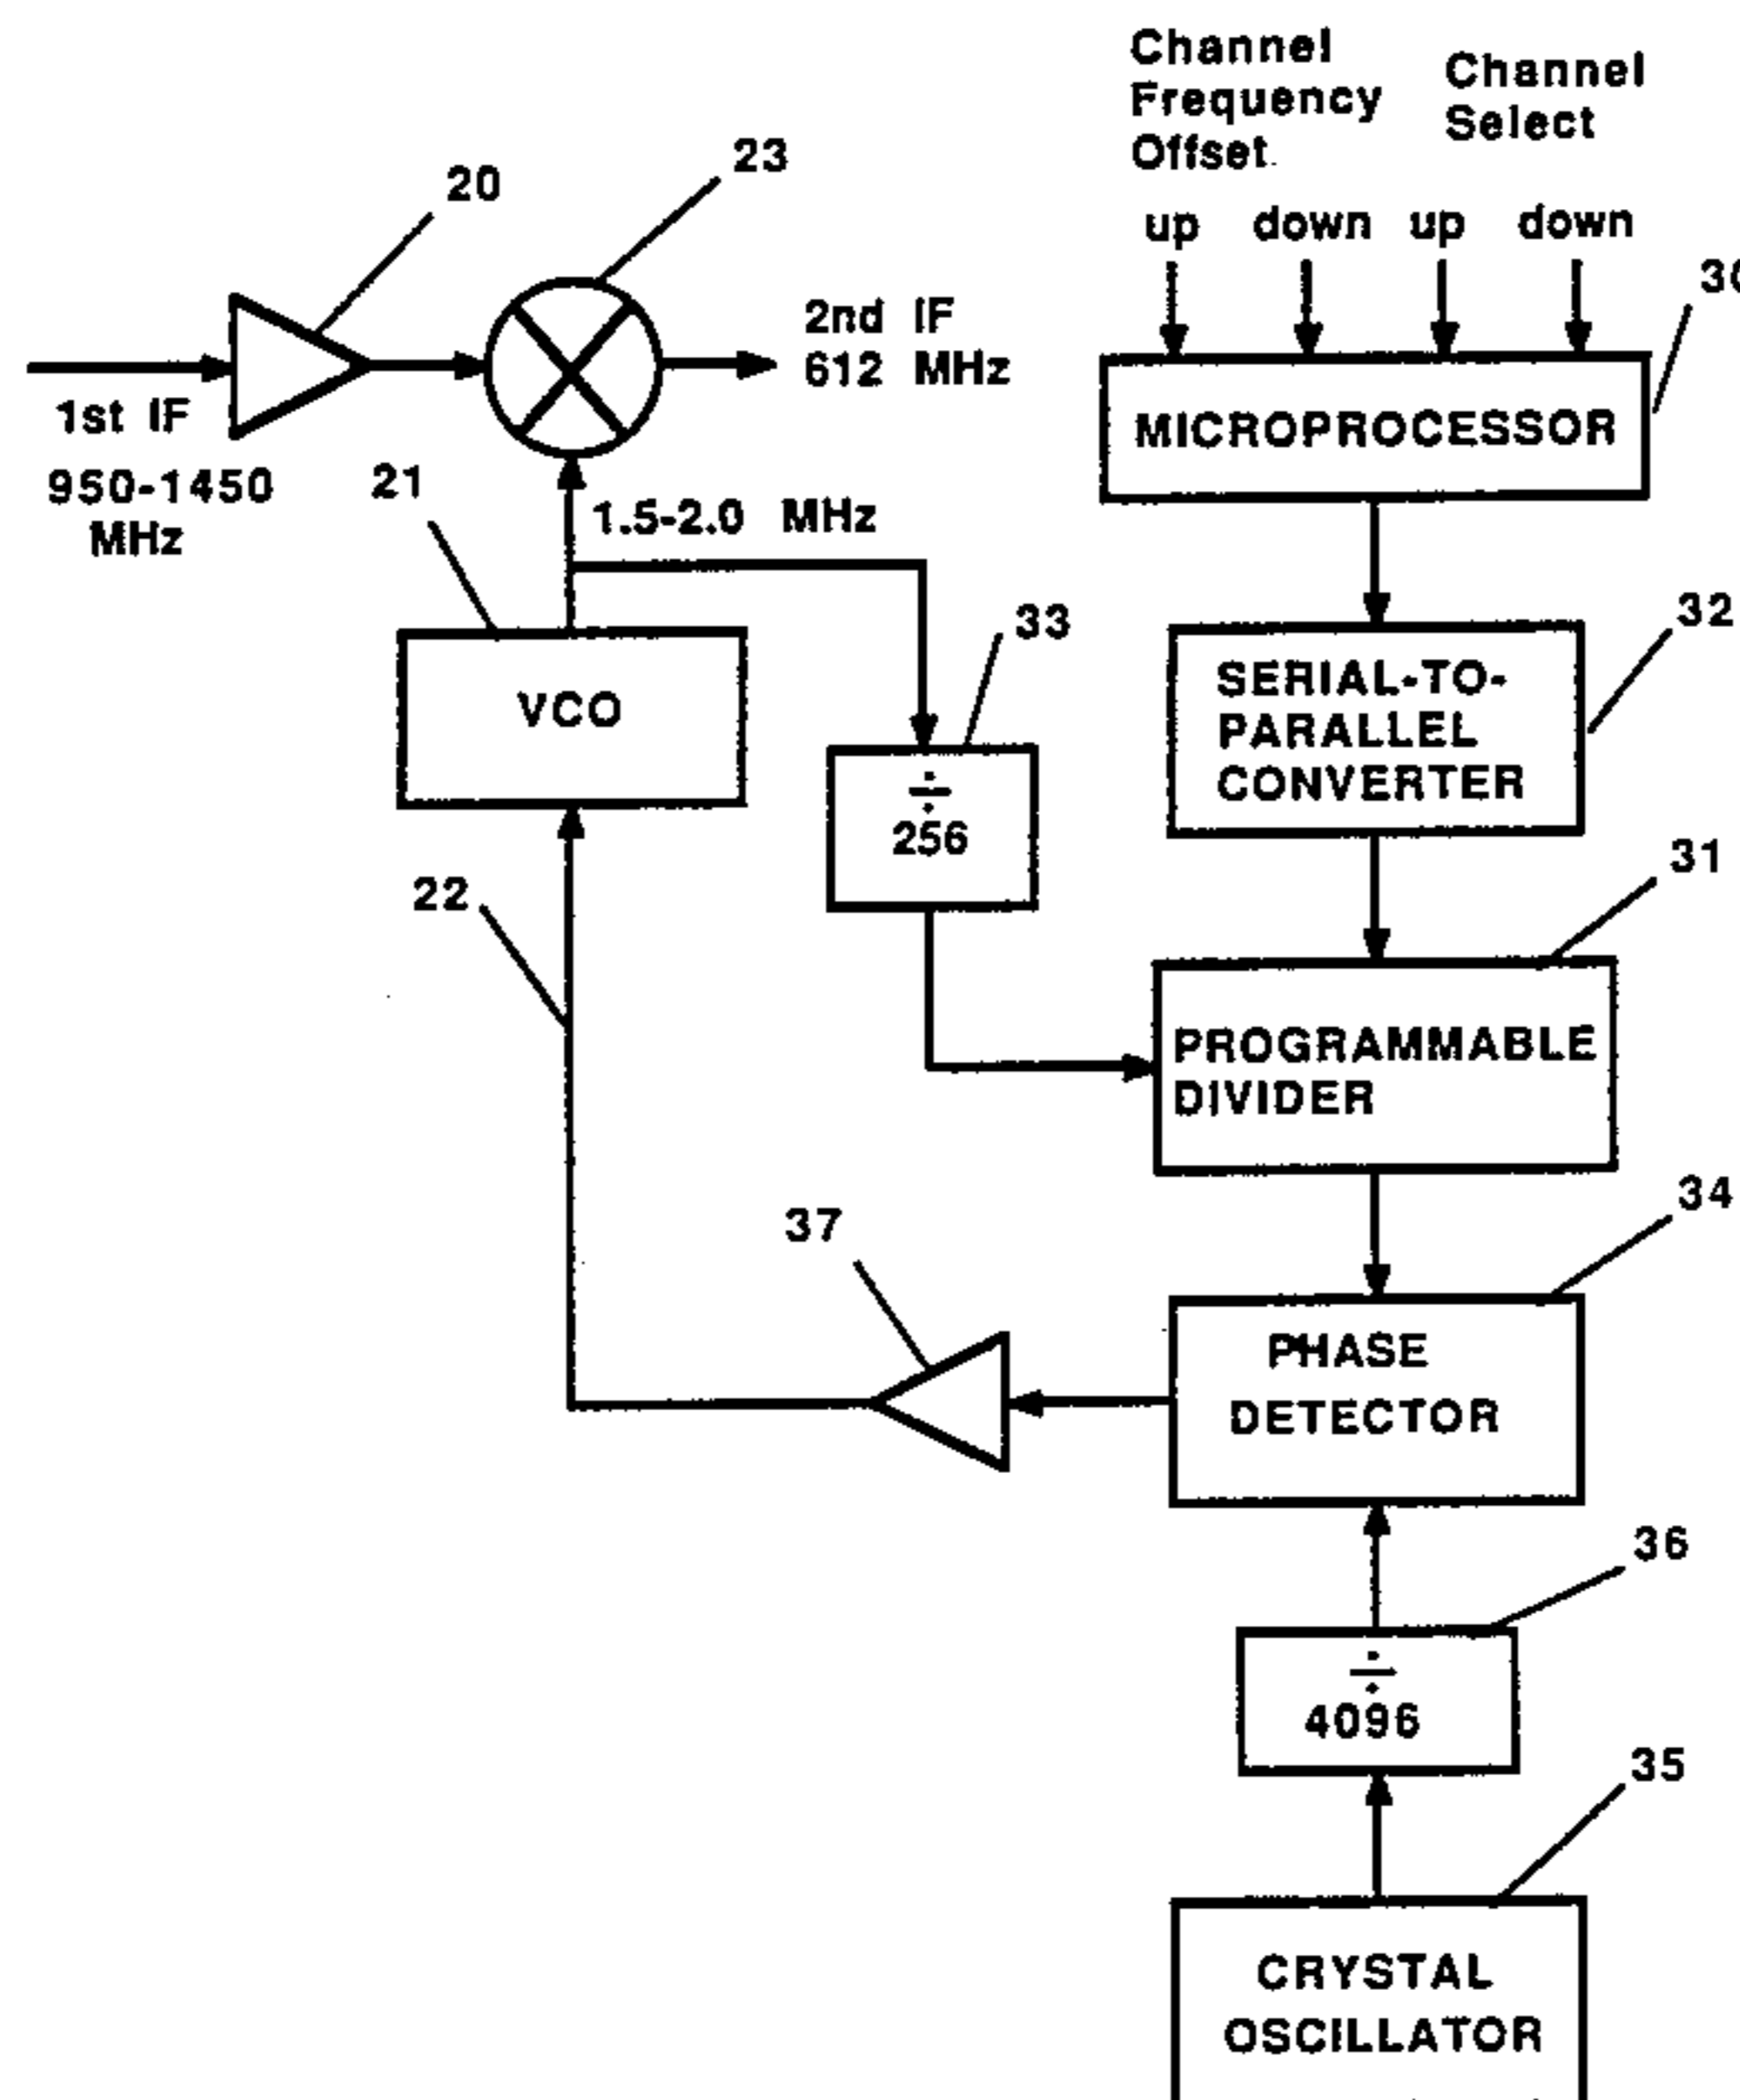 Channel
Frequency
Offset
Channel
Select
up down up down
20
23
30
1st IF
950-1450
MHz
2nd IF
612 MHz
MICROPROCESSOR
21
1.5-2.0 MHz
VCO
33
÷
256
32
SERIAL-TO-
PARALLEL
CONVERTER
22
31
PROGRAMMABLE
DIVIDER
37
34
PHASE
DETECTOR
36
÷
4096
35
CRYSTAL
OSCILLATOR